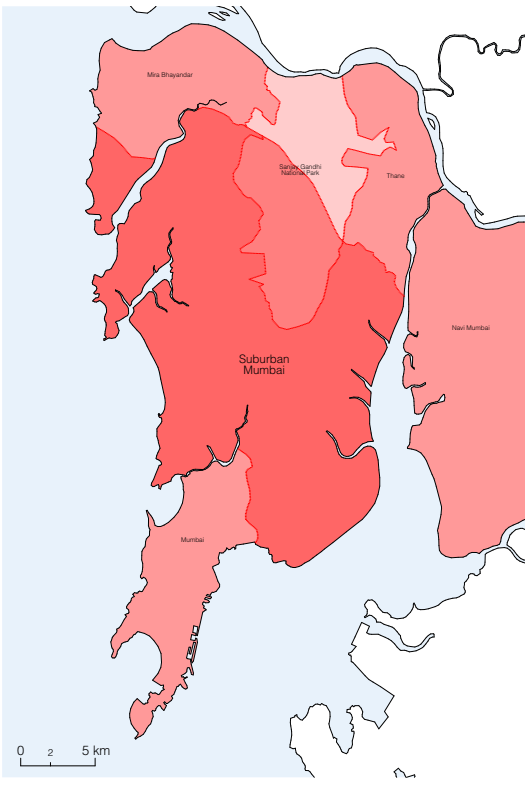 Mira Bhayandar
Sanjay Gandhi
National Park
Thane
Navi Mumbai
Suburban
Mumbai
Mumbai
0 2 5 km